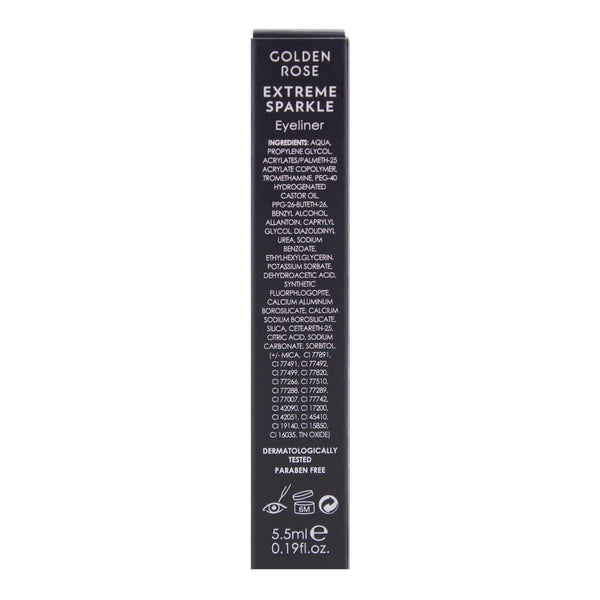 GOLDEN
ROSE
EXTREME
SPARKLE
Eyeliner
INGREDIENTS: AQUA,
PROPYLENE GLYCOL,
ACRYLATES/PALMETH-25
ACRYLATE COPOLYMER,
TROMETHAMINE, PEG-40
HYDROGENATED
CASTOR OIL,
PPG-26-BUTETH-26,
BENZYL ALCOHOL,
ALLANTOIN, CAPRYLYL
GLYCOL, DIAZOLIDINYL
UREA, SODIUM
BENZOATE,
ETHYLHEXYLGLYCERIN,
POTASSIUM SORBATE,
DEHYDROACETIC ACID,
SYNTHETIC
FLUORPHLOGOPITE,
CALCIUM ALUMINUM
BOROSILICATE, CALCIUM
SODIUM BOROSILICATE,
SILICA, CETEARETH-25,
CITRIC ACID, SODIUM
CARBONATE, SORBITOL.
(+/- MICA, CI 77891,
CI 77491, CI 77492,
CI 77499, CI 77820,
CI 77266, CI 77510,
CI 77288, CI 77289,
CI 77007, CI 77742,
CI 42090, CI 17200,
CI 42051, CI 45410,
CI 19140, CI 15850,
CI 16035, TIN OXIDE)
DERMATOLOGICALLY
TESTED
PARABEN FREE
6M
5.5ml e
0.19fl.oz.